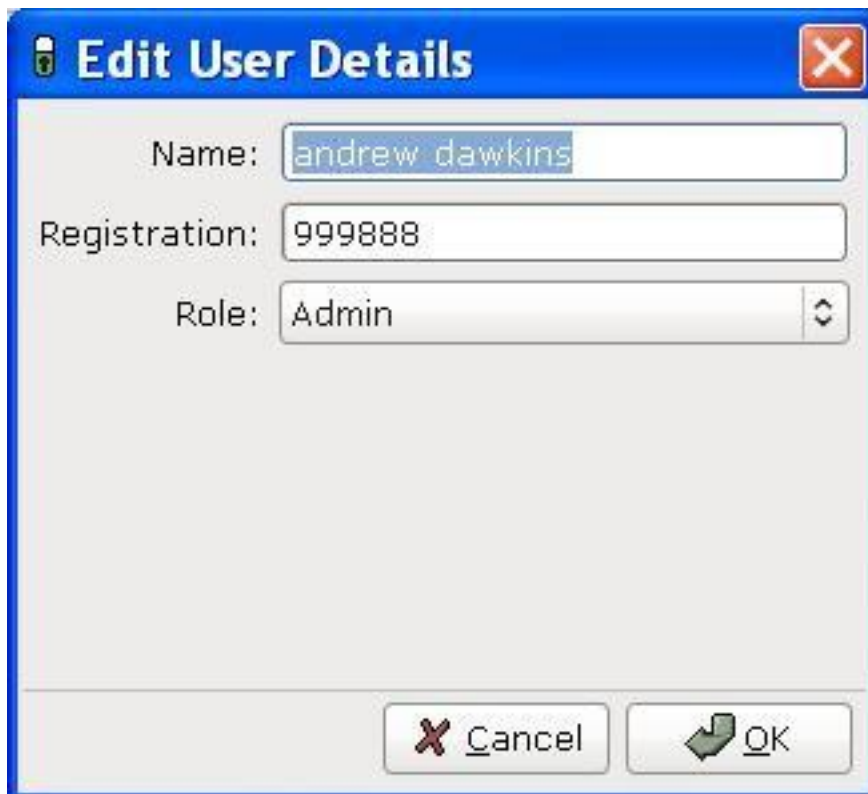 Edit User Details
Name: andrew dawkins
Registration: 999888
Role: Admin
Cancel OK